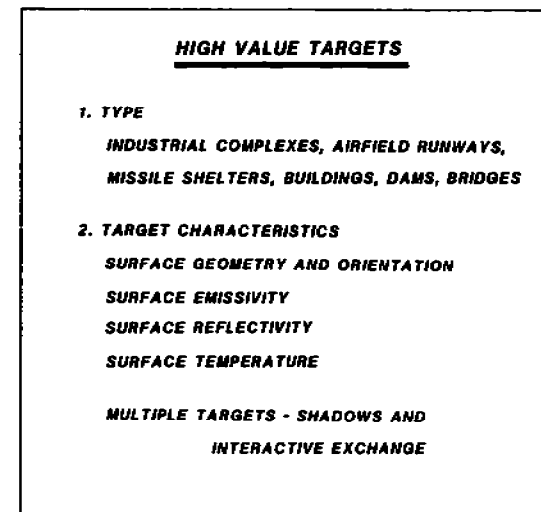 HIGH VALUE TARGETS
1. TYPE
INDUSTRIAL COMPLEXES, AIRFIELD RUNWAYS,
MISSILE SHELTERS, BUILDINGS, DAMS, BRIDGES
2. TARGET CHARACTERISTICS
SURFACE GEOMETRY AND ORIENTATION
SURFACE EMISSIVITY
SURFACE REFLECTIVITY
SURFACE TEMPERATURE
MULTIPLE TARGETS - SHADOWS AND
INTERACTIVE EXCHANGE